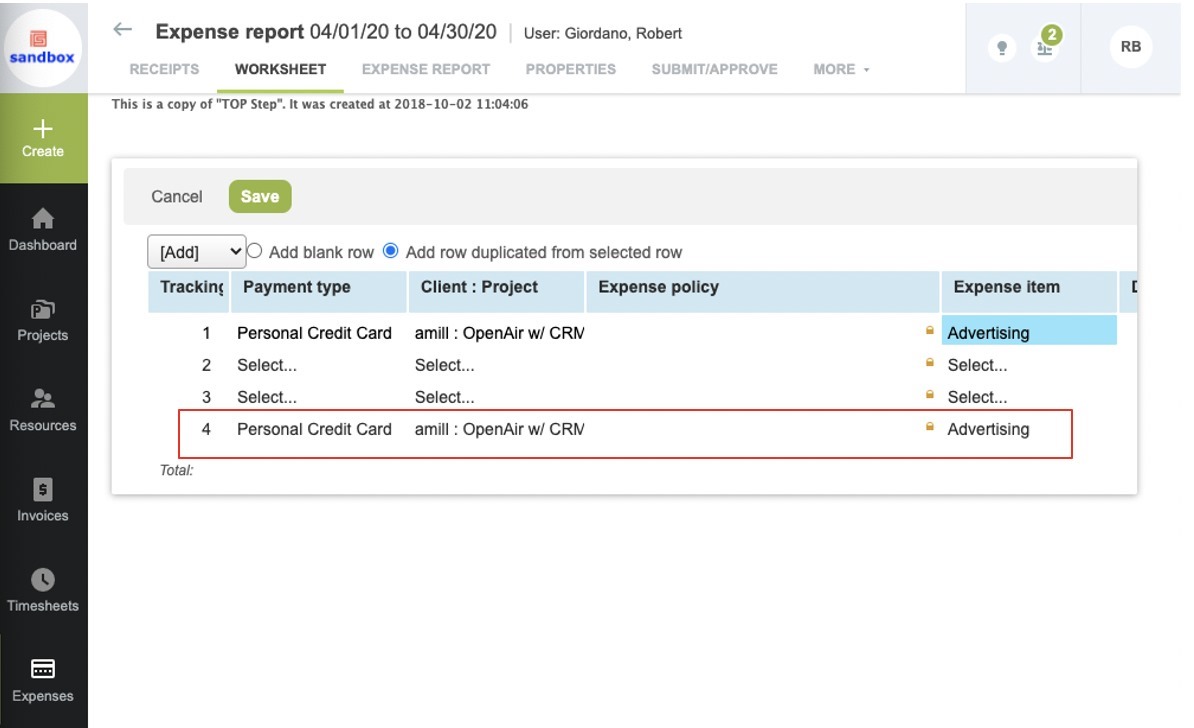 sandbox
Expense report 04/01/20 to 04/30/20 | User: Giordano, Robert
RECEIPTS WORKSHEET EXPENSE REPORT PROPERTIES SUBMIT/APPROVE MORE
2
RB
This is a copy of "TOP Step". It was created at 2018-10-02 11:04:06
+
Create
Dashboard
Projects
Resources
Invoices
Timesheets
Expenses
Cancel Save
[Add] Add blank row Add row duplicated from selected row
Tracking Payment type Client : Project Expense policy Expense item D
1 Personal Credit Card amill : OpenAir w/ CRM Advertising
2 Select... Select... Select...
3 Select... Select... Select...
4 Personal Credit Card amill : OpenAir w/ CRM Advertising
Total: